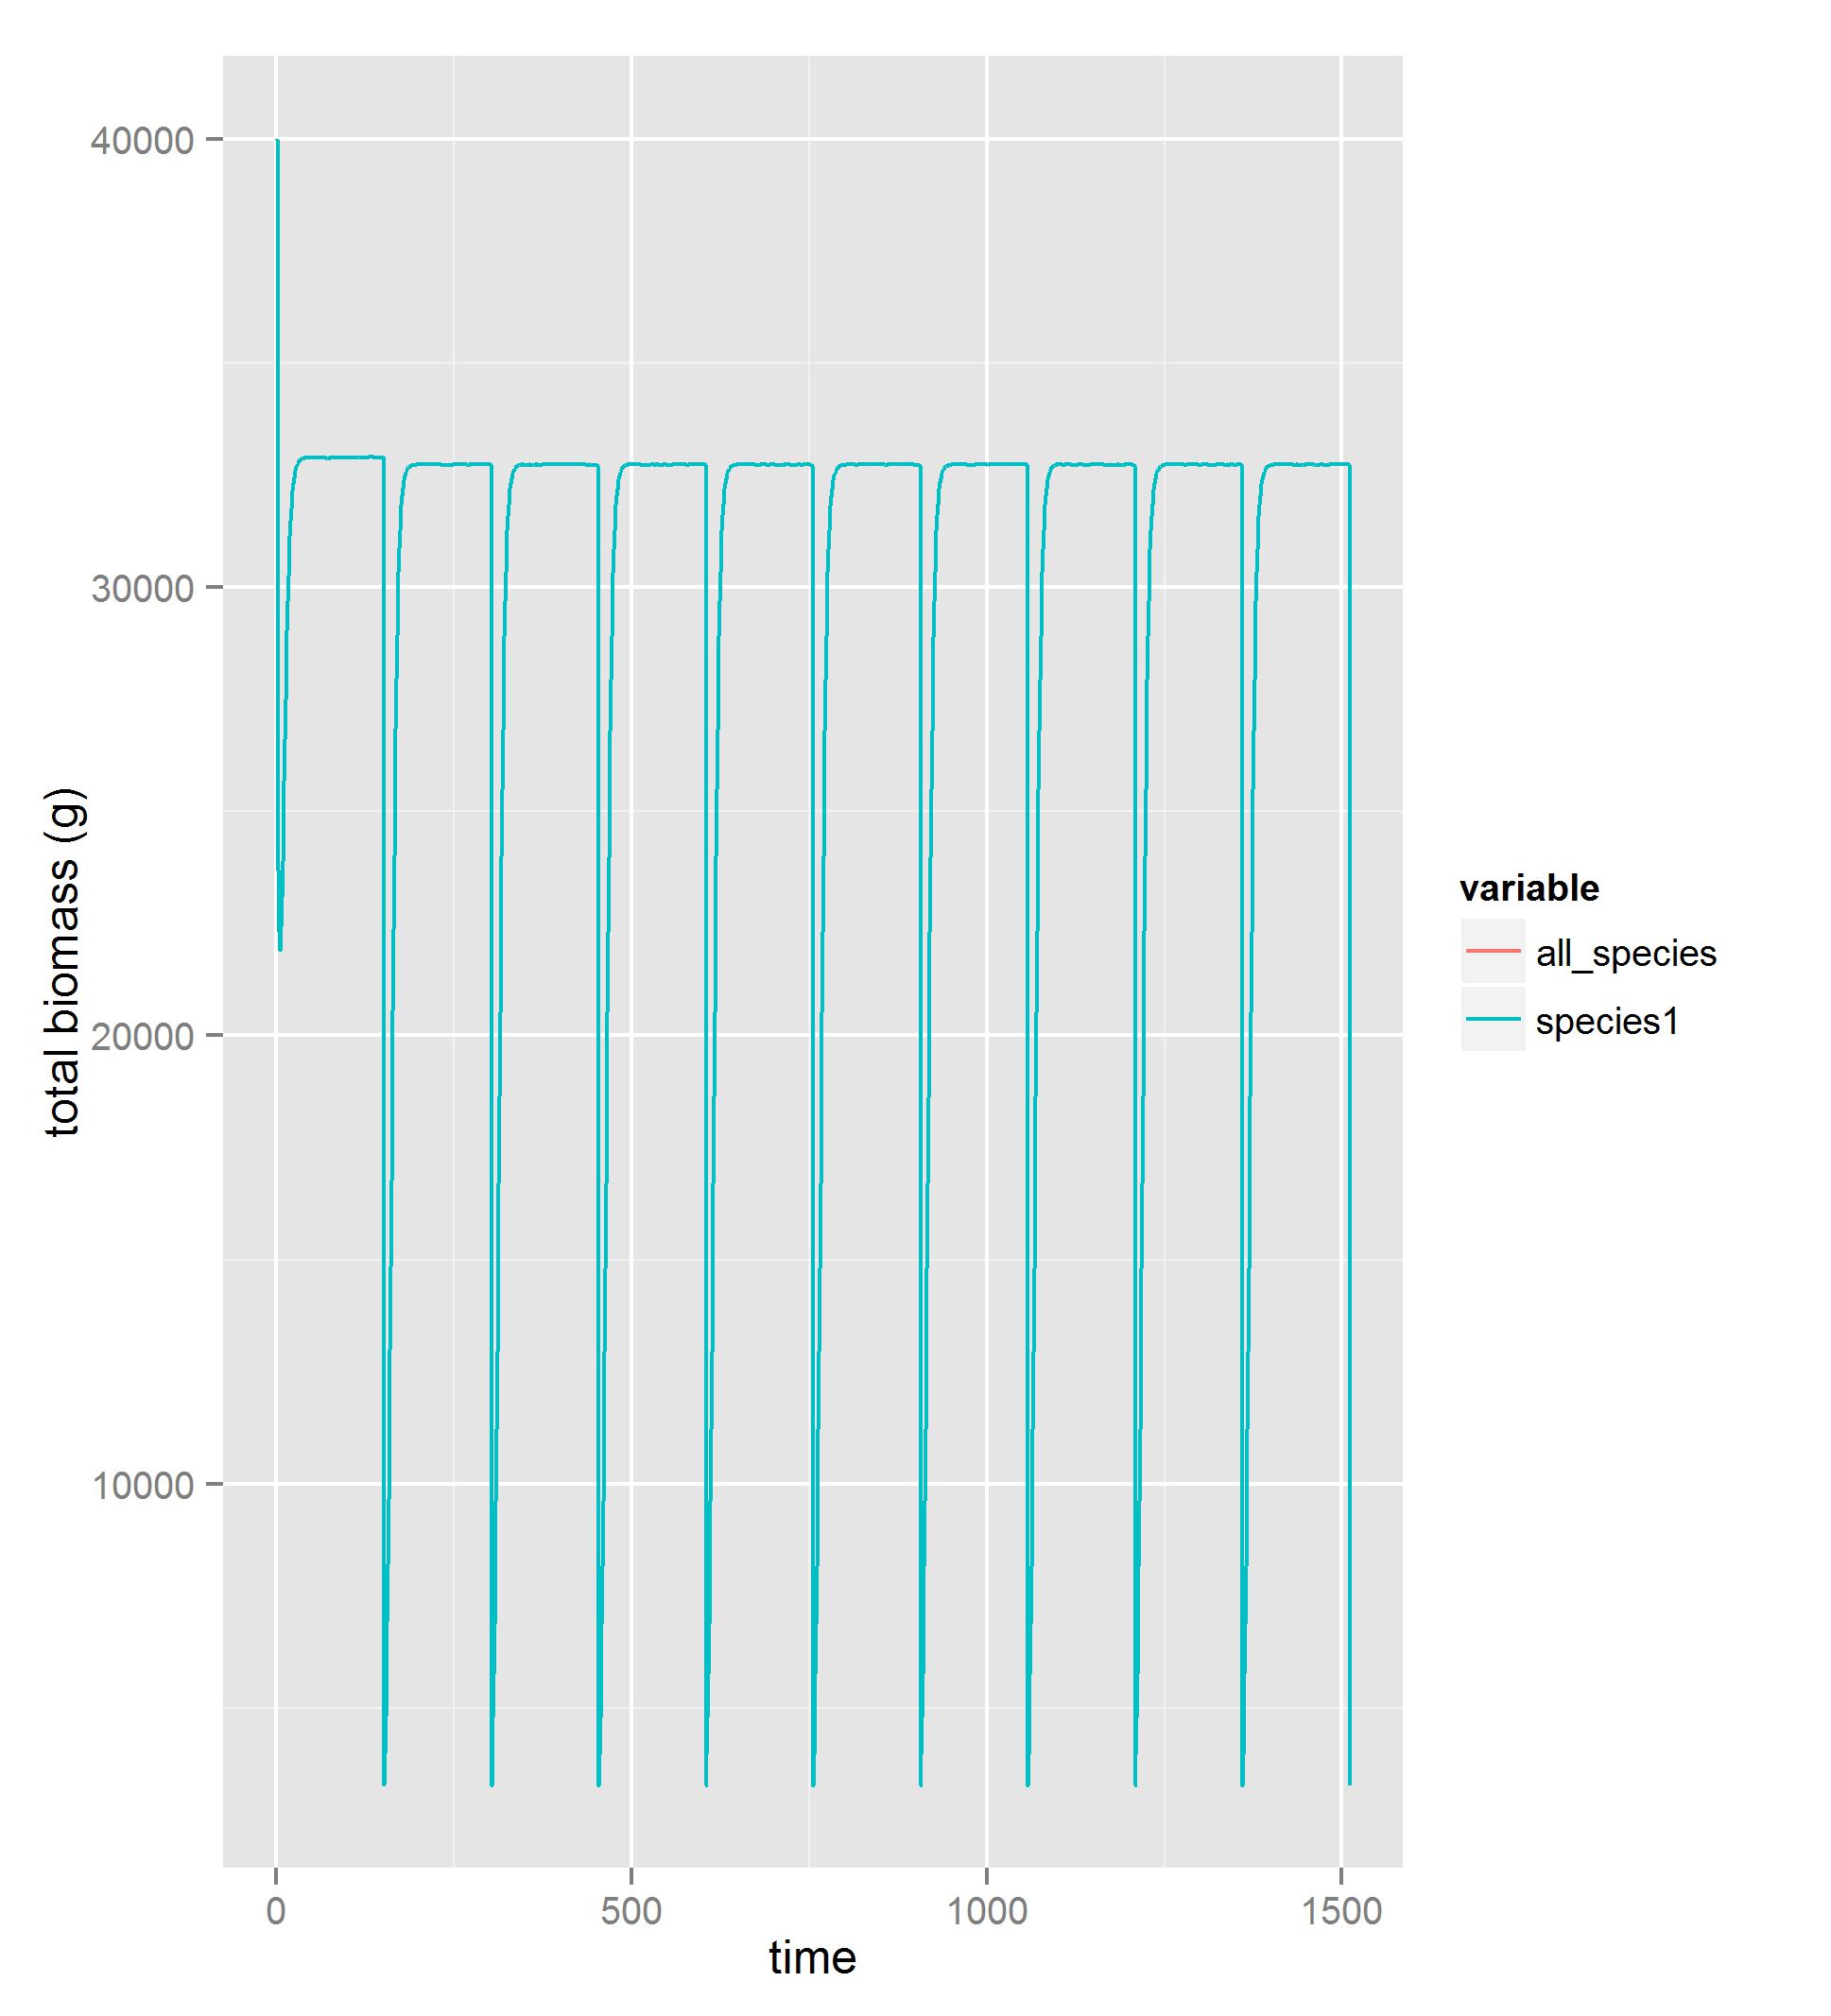 40000
30000
20000
10000
total biomass (g)
0 500 1000 1500
time
variable
all_species
species1